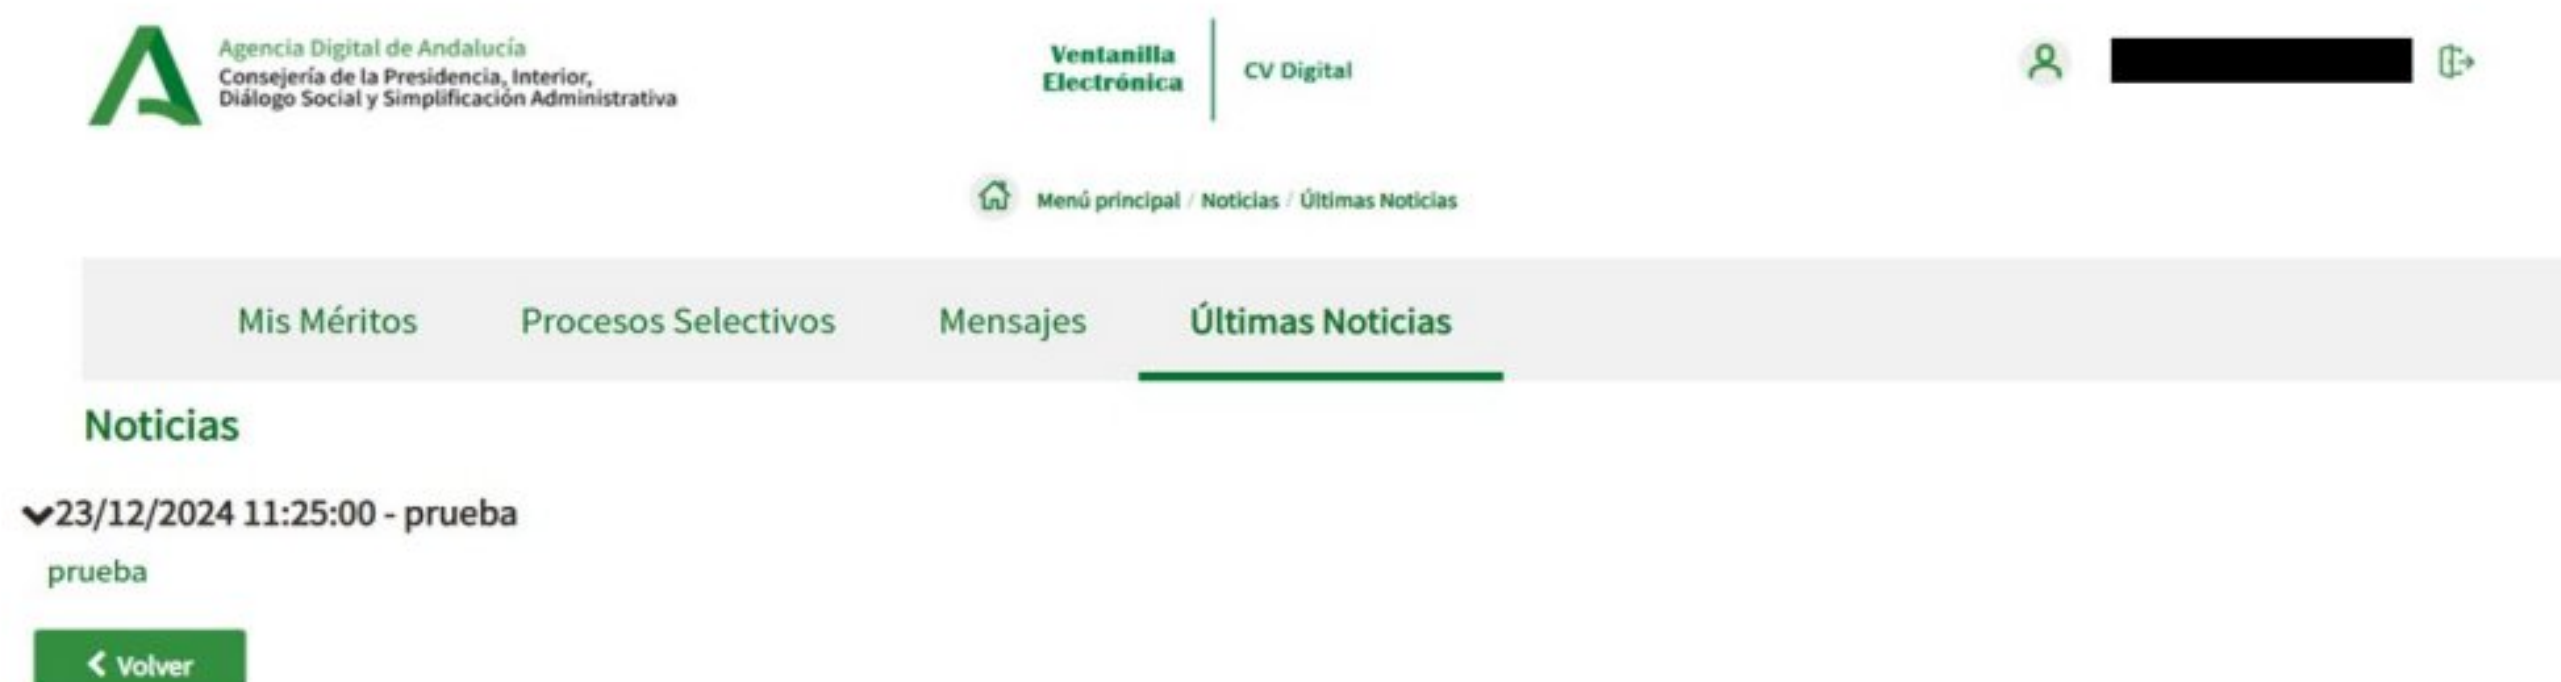 Agencia Digital de Andalucía
Consejería de la Presidencia, Interior,
Diálogo Social y Simplificación Administrativa
Ventanilla
Electrónica
CV Digital
Menú principal / Noticias / Últimas Noticias
Mis Méritos Procesos Selectivos Mensajes Últimas Noticias
Noticias
23/12/2024 11:25:00 - prueba
prueba
Volver